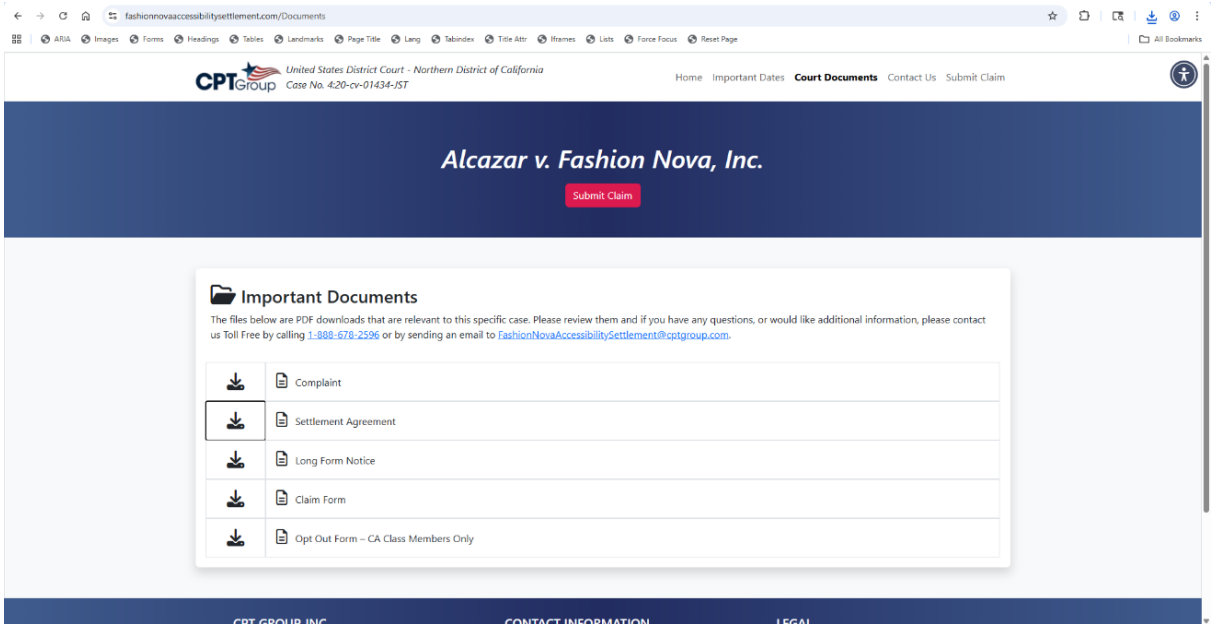 fashionnovaaccessibilitysettlement.com/Documents
ARIA Images Forms Headings Tables Landmarks Page Title Lang Tabindex Title Attr Iframes Lists Force Focus Reset Page All Bookmarks
CPTGroup
United States District Court - Northern District of California
Case No. 4:20-cv-01434-JST
Home Important Dates Court Documents Contact Us Submit Claim
Alcazar v. Fashion Nova, Inc.
Submit Claim
Important Documents
The files below are PDF downloads that are relevant to this specific case. Please review them and if you have any questions, or would like additional information, please contact
us Toll Free by calling 1-888-678-2596 or by sending an email to FashionNovaAccessibilitySettlement@cptgroup.com.
Complaint
Settlement Agreement
Long Form Notice
Claim Form
Opt Out Form – CA Class Members Only
CPT GROUP INC CONTACT INFORMATION LEGAL